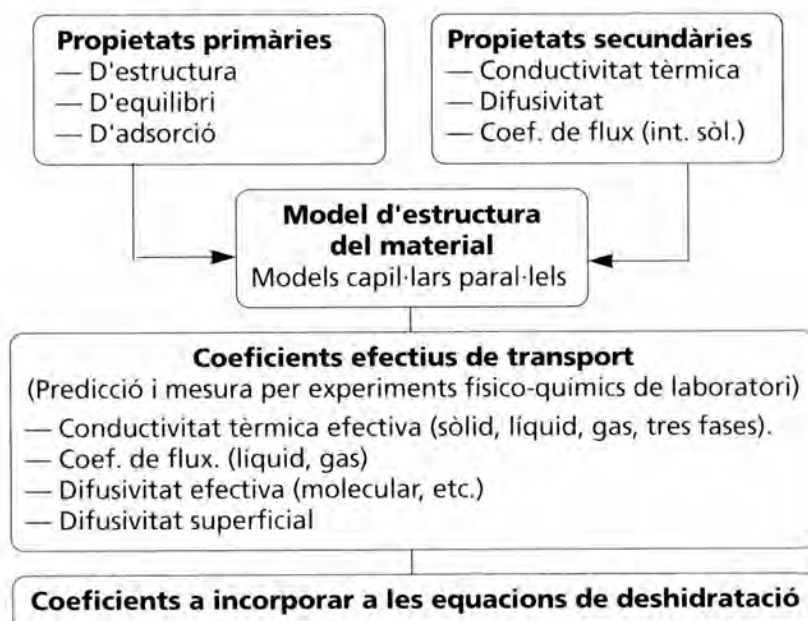 Propietats primàries
— D'estructura
— D'equilibri
— D'adsorció
Propietats secundàries
— Conductivitat tèrmica
— Difusivitat
— Coef. de flux (int. sòl.)
Model d'estructura
del material
Models capil·lars paral·lels
Coeficients efectius de transport
(Predicció i mesura per experiments físico-químics de laboratori)
— Conductivitat tèrmica efectiva (sòlid, líquid, gas, tres fases).
— Coef. de flux. (líquid, gas)
— Difusivitat efectiva (molecular, etc.)
— Difusivitat superficial
Coeficients a incorporar a les equacions de deshidratació